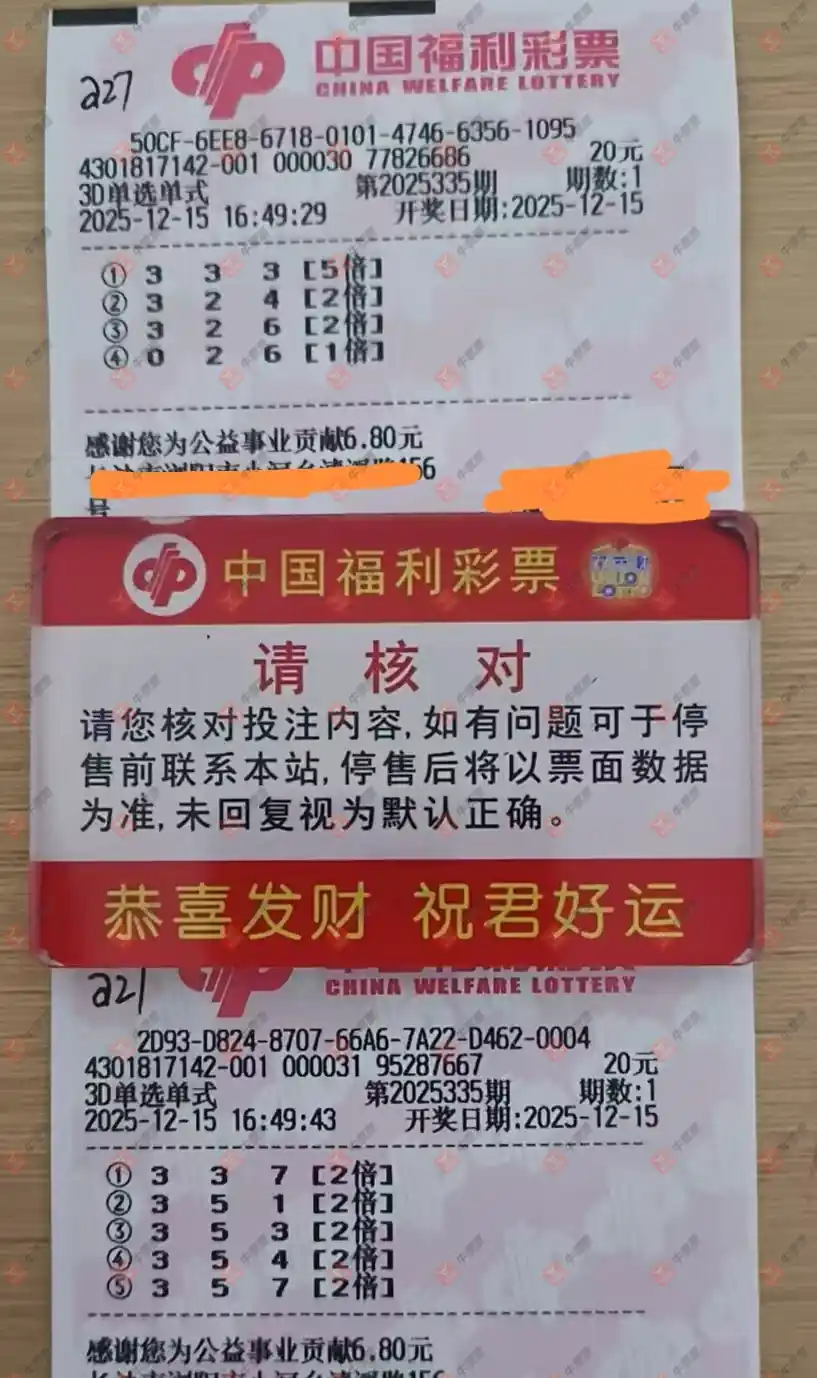 a27
中国福利彩票
CHINA WELFARE LOTTERY
50CF-6EE8-6718-0101-4746-6356-1095
4301817142-001 000030 77826686 20元
3D单选单式 第2025335期 期数:1
2025-12-15 16:49:29 开奖日期:2025-12-15
① 3 3 3 [5倍]
② 3 2 4 [2倍]
③ 3 2 6 [2倍]
④ 0 2 6 [1倍]
感谢您为公益事业贡献6.80元
156
号
中国福利彩票
请核对
请您核对投注内容,如有问题可于停
售前联系本站,停售后将以票面数据
为准,未回复视为默认正确。
恭喜发财 祝君好运
a21
CHINA WELFARE LOTTERY
2D93-D824-8707-66A6-7A22-D462-0004
4301817142-001 000031 95287667 20元
3D单选单式 第2025335期 期数:1
2025-12-15 16:49:43 开奖日期:2025-12-15
① 3 3 7 [2倍]
② 3 5 1 [2倍]
③ 3 5 3 [2倍]
④ 3 5 4 [2倍]
⑤ 3 5 7 [2倍]
感谢您为公益事业贡献6.80元